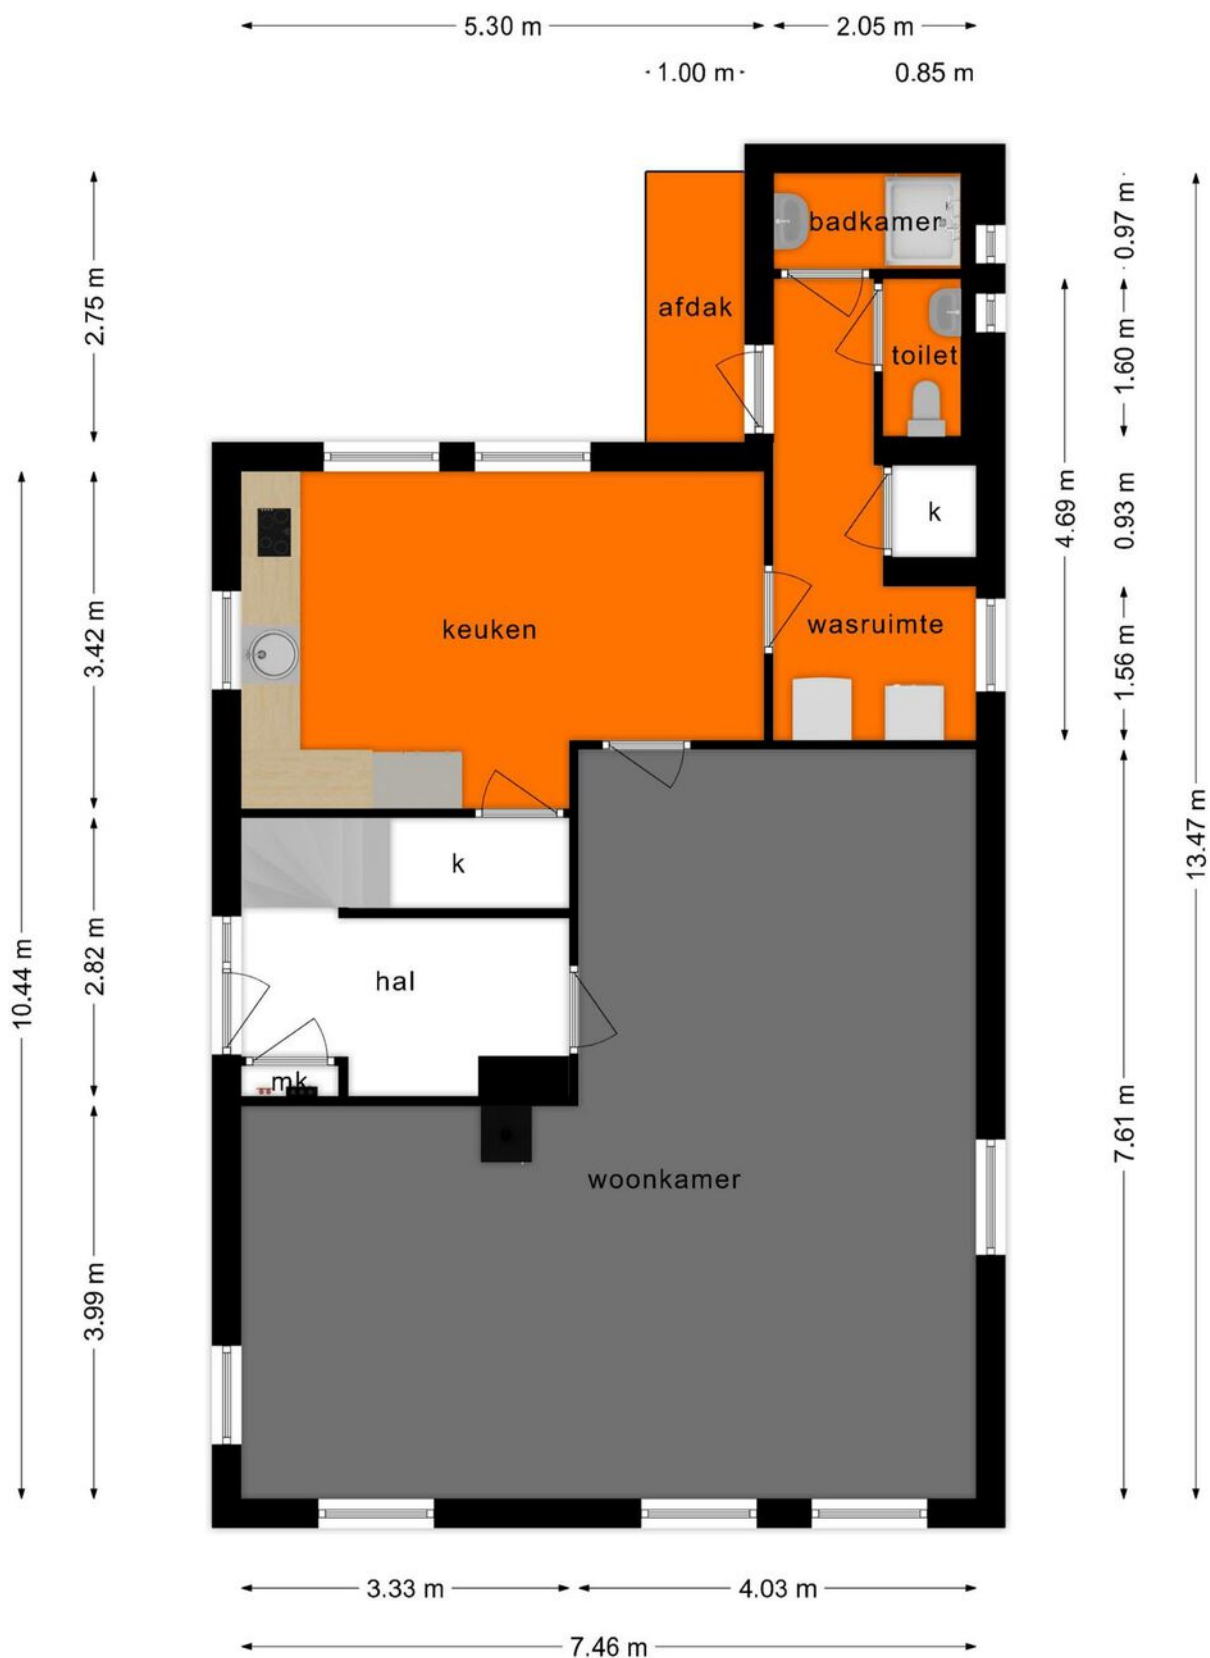 5.30 m
2.05 m
1.00 m
0.85 m
badkamer
0.97 m
afdak
2.75 m
toilet
1.60 m
k
0.93 m
4.69 m
keuken
wasruimte
3.42 m
1.56 m
13.47 m
k
hal
2.82 m
10.44 m
mk
7.61 m
woonkamer
3.99 m
3.33 m
4.03 m
7.46 m